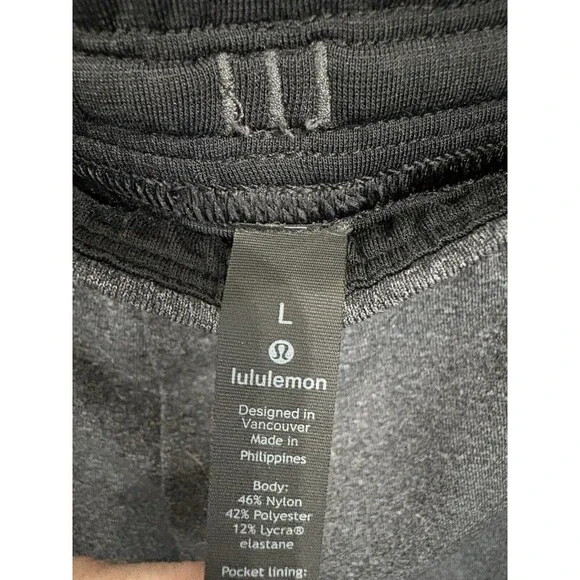 L
lululemon
Designed in
Vancouver
Made in
Philippines
Body:
46% Nylon
42% Polyester
12% Lycra®
elastane
Pocket lining: